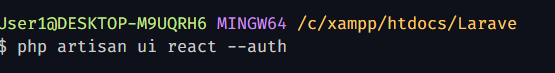 User1@DESKTOP-M9UQRH6 MINGW64 /c/xampp/htdocs/Larave
$ php artisan ui react --auth